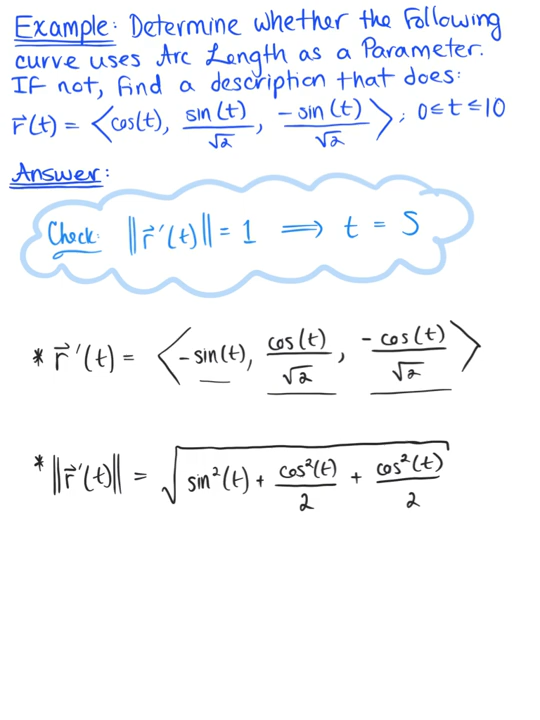 Example: Determine whether the Following
curve uses Arc Length as a Parameter.
If not, find a description that does:
r⃗(t) = ⟨cos(t), sin(t)/√2, -sin(t)/√2⟩; 0≤t≤10
Answer:
Check: ||r⃗'(t)|| = 1 ⟹ t = S
* r⃗'(t) = ⟨-sin(t), cos(t)/√2, -cos(t)/√2⟩
* ||r⃗'(t)|| = √(sin²(t) + cos²(t)/2 + cos²(t)/2)